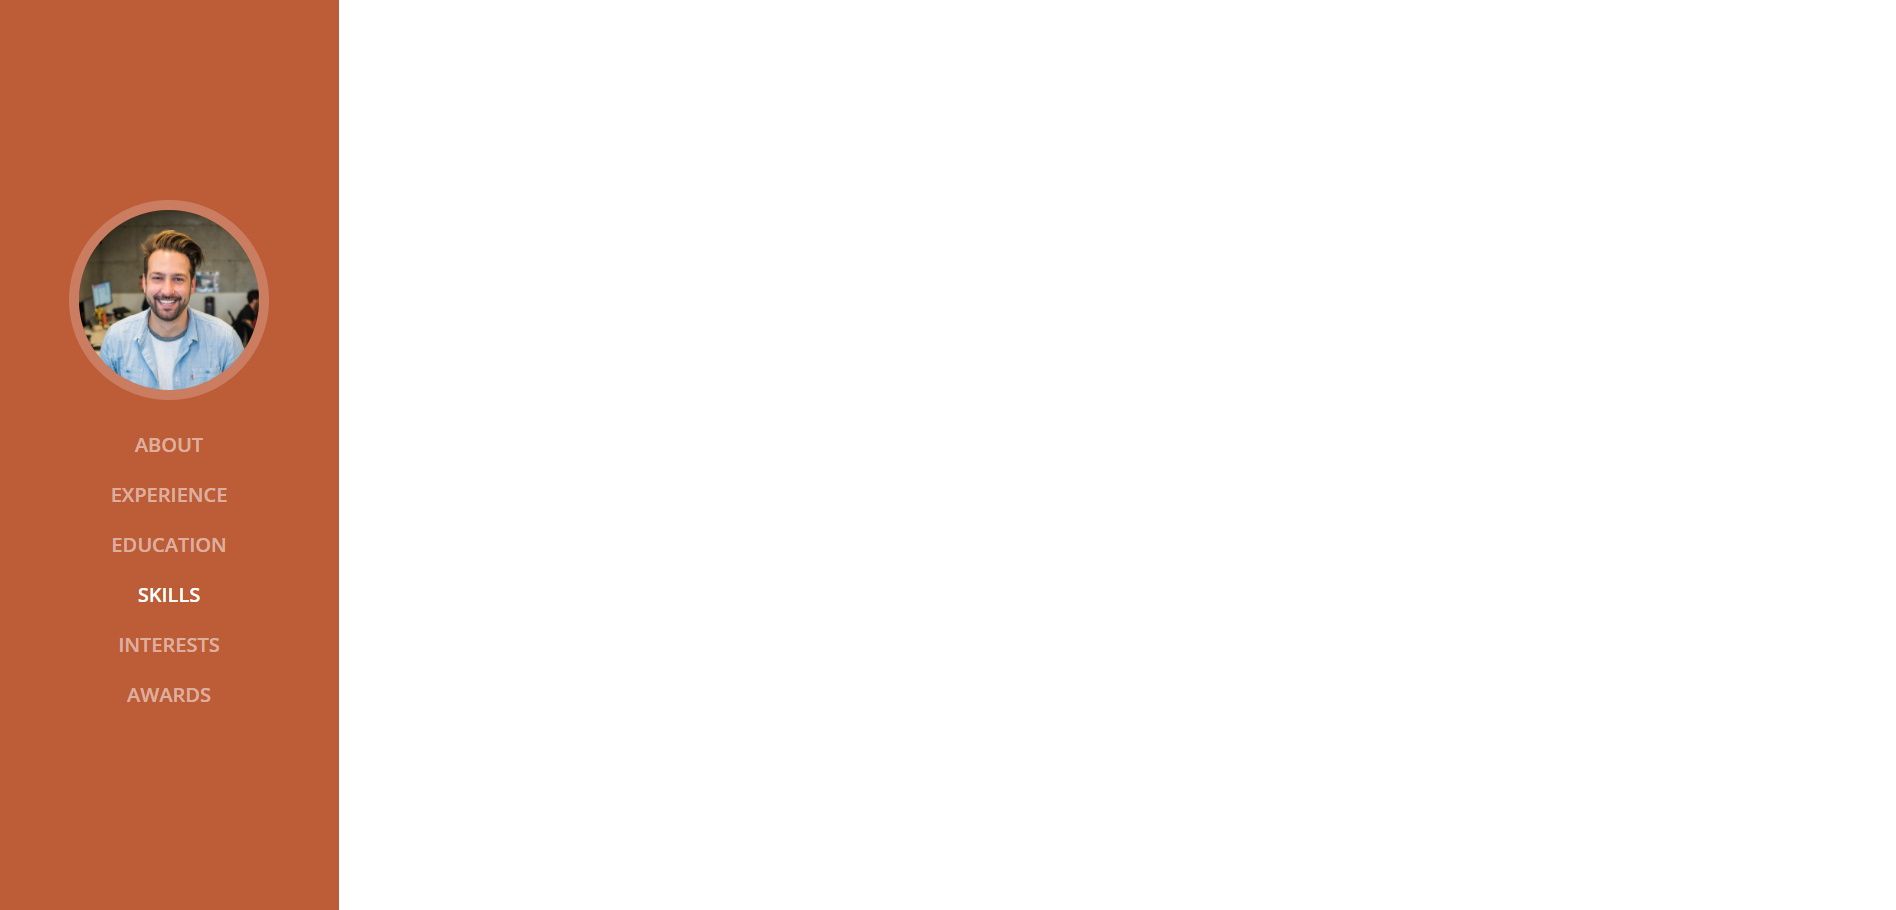 ABOUT
EXPERIENCE
EDUCATION
SKILLS
INTERESTS
AWARDS